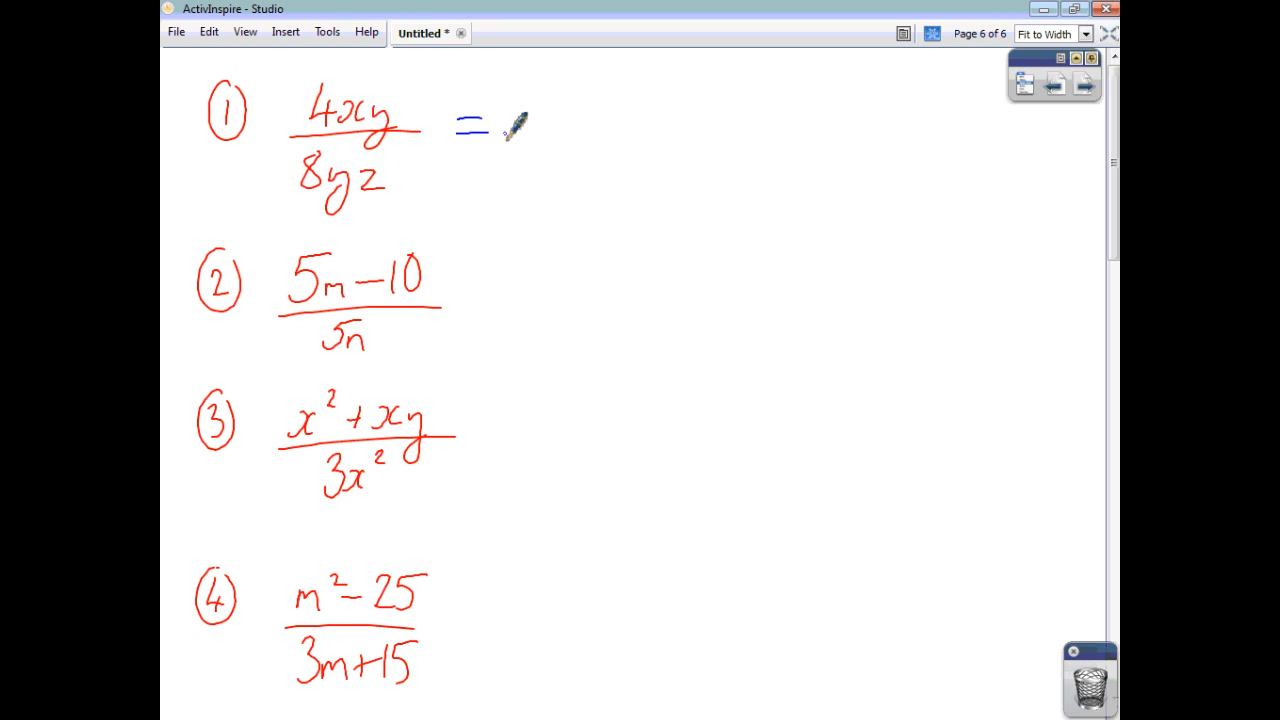 ActivInspire - Studio
File Edit View Insert Tools Help Untitled * Page 6 of 6 Fit to Width
① 4xy =
8yz
② 5m - 10
5n
③ x² + xy
3x²
④ m² - 25
3m + 15